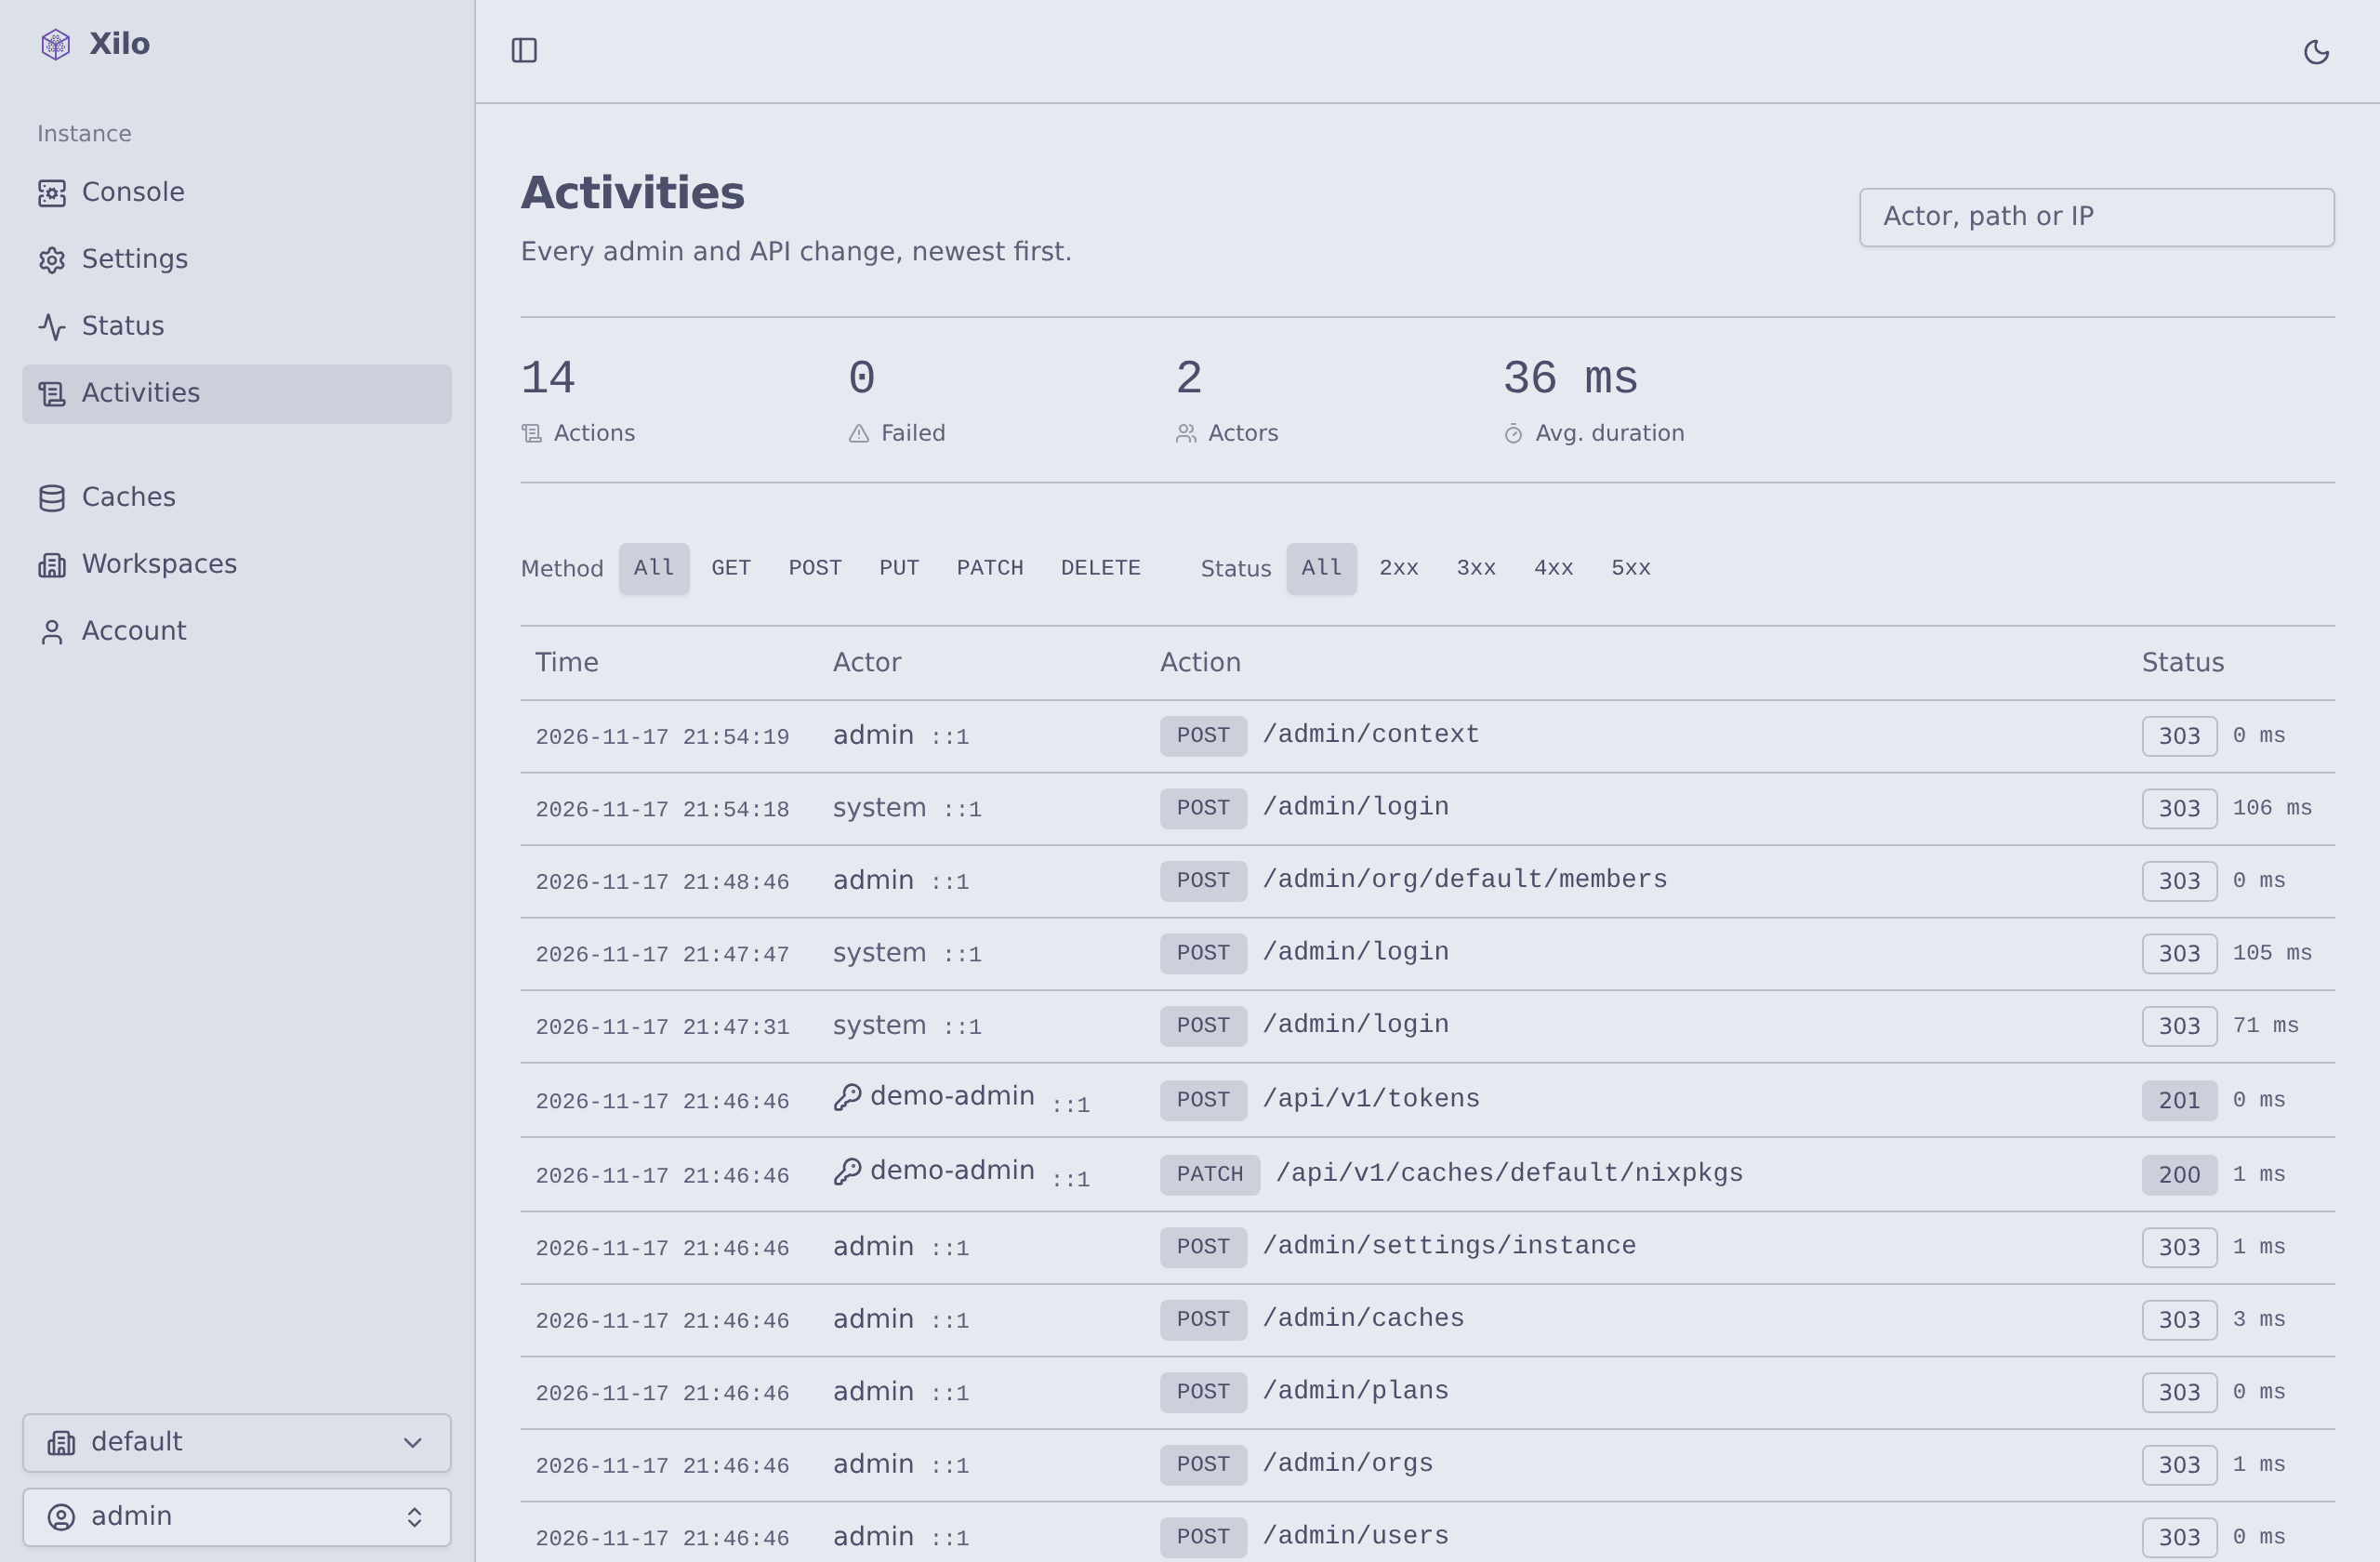 Xilo
Instance
Console
Settings
Status
Activities
Caches
Workspaces
Account
default
admin
Activities
Every admin and API change, newest first.
Actor, path or IP
14
Actions
0
Failed
2
Actors
36 ms
Avg. duration
Method All GET POST PUT PATCH DELETE Status All 2xx 3xx 4xx 5xx
Time Actor Action Status
2026-11-17 21:54:19 admin ::1 POST /admin/context 303 0 ms
2026-11-17 21:54:18 system ::1 POST /admin/login 303 106 ms
2026-11-17 21:48:46 admin ::1 POST /admin/org/default/members 303 0 ms
2026-11-17 21:47:47 system ::1 POST /admin/login 303 105 ms
2026-11-17 21:47:31 system ::1 POST /admin/login 303 71 ms
2026-11-17 21:46:46 demo-admin ::1 POST /api/v1/tokens 201 0 ms
2026-11-17 21:46:46 demo-admin ::1 PATCH /api/v1/caches/default/nixpkgs 200 1 ms
2026-11-17 21:46:46 admin ::1 POST /admin/settings/instance 303 1 ms
2026-11-17 21:46:46 admin ::1 POST /admin/caches 303 3 ms
2026-11-17 21:46:46 admin ::1 POST /admin/plans 303 0 ms
2026-11-17 21:46:46 admin ::1 POST /admin/orgs 303 1 ms
2026-11-17 21:46:46 admin ::1 POST /admin/users 303 0 ms